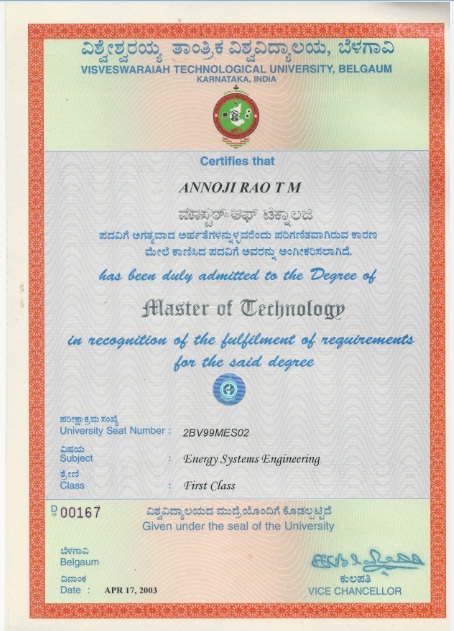 ವಿಶ್ವೇಶ್ವರಯ್ಯ ತಾಂತ್ರಿಕ ವಿಶ್ವವಿದ್ಯಾಲಯ, ಬೆಳಗಾವಿ
VISVESWARAIAH TECHNOLOGICAL UNIVERSITY, BELGAUM
KARNATAKA, INDIA
Certifies that
ANNOJI RAO T M
ಮಾಸ್ಟರ್ ಆಫ್ ಟೆಕ್ನಾಲಜಿ
ಪದವಿಗೆ ಅಗತ್ಯವಾದ ಅರ್ಹತೆಗಳನ್ನುಳ್ಳವರೆಂದು ಪರಿಗಣಿತವಾಗಿರುವ ಕಾರಣ
ಮೇಲೆ ಕಾಣಿಸಿದ ಪದವಿಗೆ ಅವರನ್ನು ಅಂಗೀಕರಿಸಲಾಗಿದೆ.
has been duly admitted to the Degree of
Master of Technology
in recognition of the fulfilment of requirements
for the said degree
ಪರೀಕ್ಷಾ ಕ್ರಮ ಸಂಖ್ಯೆ
University Seat Number : 2BV99MES02
ವಿಷಯ
Subject : Energy Systems Engineering
ಶ್ರೇಣಿ
Class : First Class
00167
ವಿಶ್ವವಿದ್ಯಾಲಯದ ಮುದ್ರೆಯೊಂದಿಗೆ ಕೊಡಲ್ಪಟ್ಟಿದೆ
Given under the seal of the University
ಬೆಳಗಾವಿ
Belgaum
ದಿನಾಂಕ
Date : APR 17, 2003
ಕುಲಪತಿ
VICE CHANCELLOR